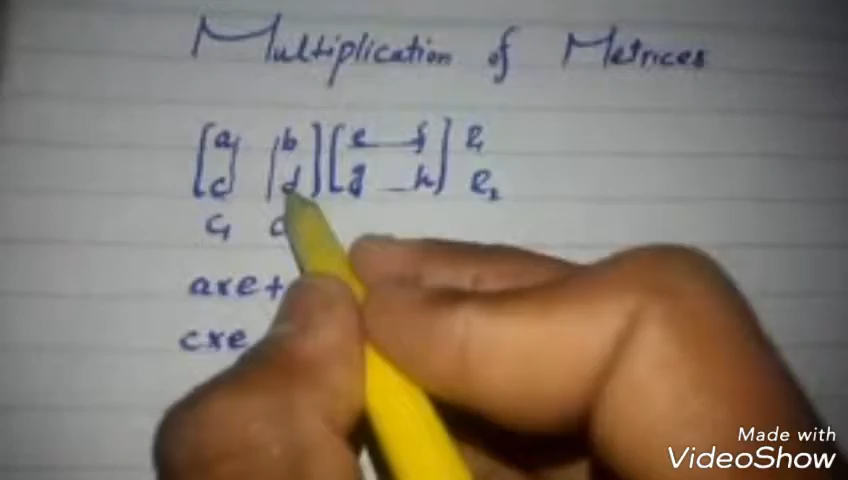 Multiplication of Metrices
[a b] [e f] R₁
[c d] [g h] R₂
C₁ C
axe+
cxe
Made with
VideoShow